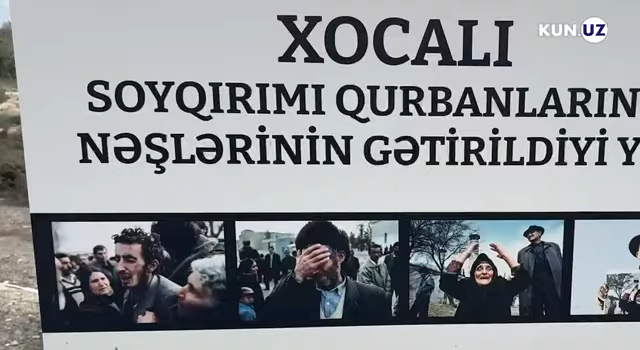 KUN.UZ
XOCALI
SOYQIRIMI QURBANLARIN
NƏŞLƏRİNİN GƏTİRİLDİYİ Y